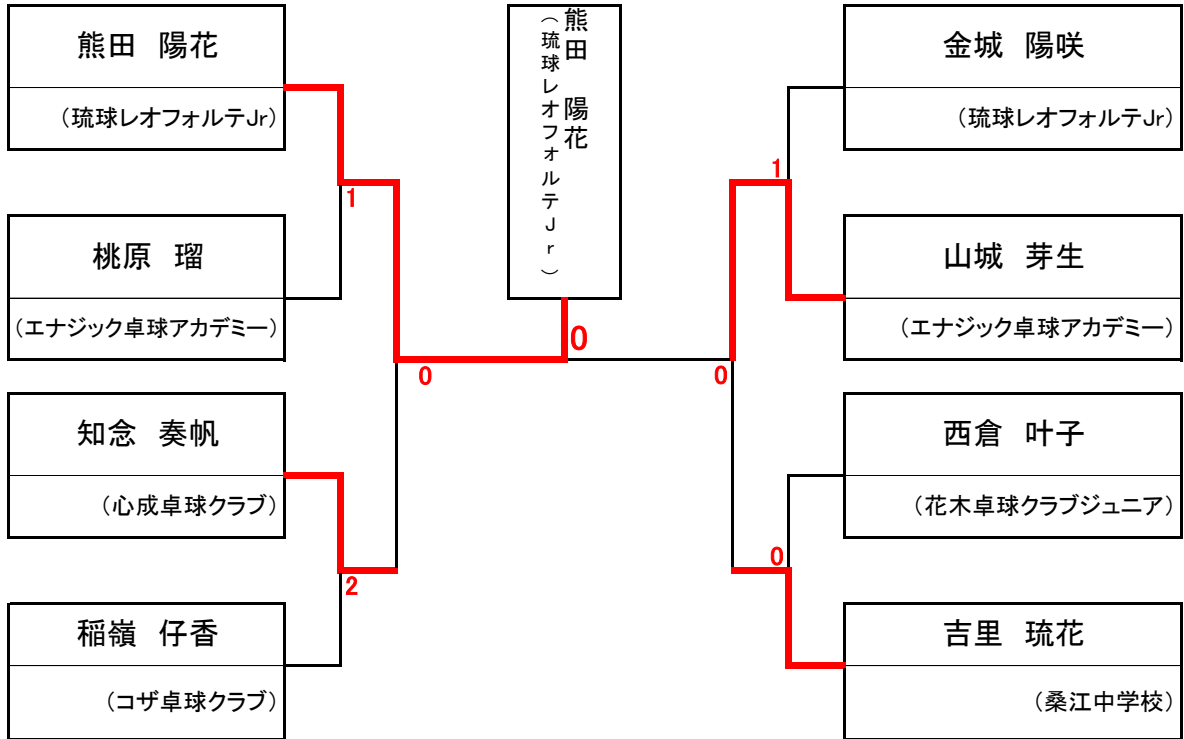 熊田　陽花
（琉球レオフォルテJr）
1
桃原　瑠
（エナジック卓球アカデミー）
0
知念　奏帆
（心成卓球クラブ）
2
稲嶺　仔香
（コザ卓球クラブ）
熊田　陽花
（琉球レオフォルテJr）
0
金城　陽咲
（琉球レオフォルテJr）
1
山城　芽生
（エナジック卓球アカデミー）
0
西倉　叶子
（花木卓球クラブジュニア）
0
吉里　琉花
（桑江中学校）